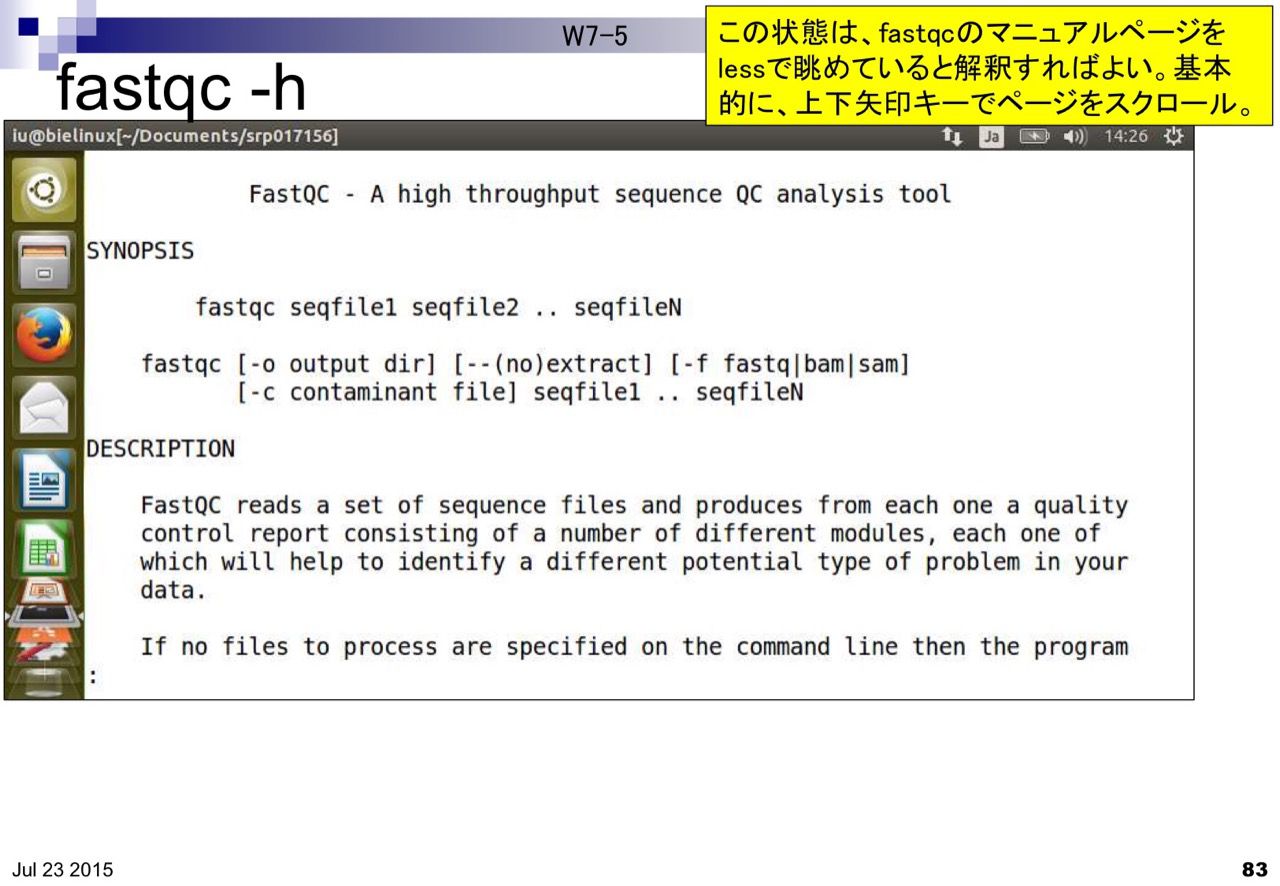 W7-5
この状態は、fastqcのマニュアルページを
lessで眺めていると解釈すればよい。基本
的に、上下矢印キーでページをスクロール。
fastqc -h
iu@bielinux[~/Documents/srp017156]
Ja
14:26
FastQC - A high throughput sequence QC analysis tool
SYNOPSIS
fastqc seqfile1 seqfile2 .. seqfileN
fastqc [-o output dir] [--(no)extract] [-f fastq|bam|sam]
[-c contaminant file] seqfile1 .. seqfileN
DESCRIPTION
FastQC reads a set of sequence files and produces from each one a quality
control report consisting of a number of different modules, each one of
which will help to identify a different potential type of problem in your
data.
If no files to process are specified on the command line then the program
:
Jul 23 2015
83